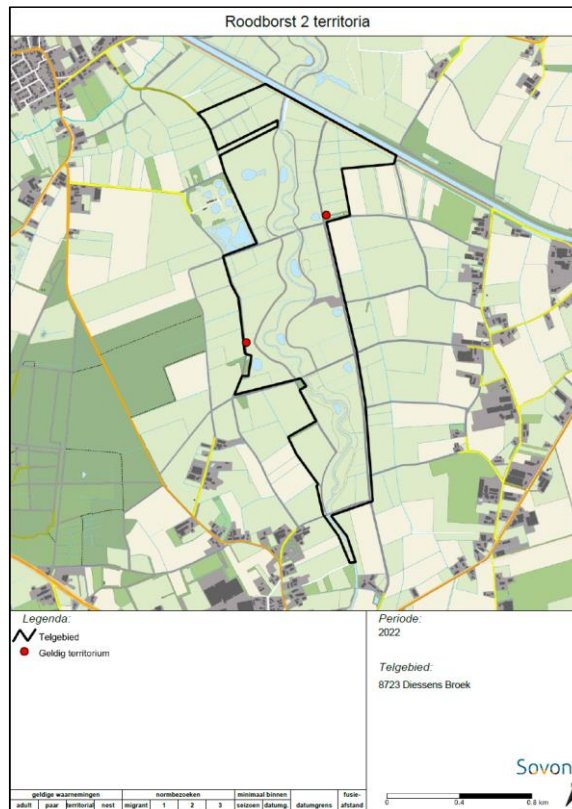 Roodborst 2 territoria
Legenda:
Telgebied
Geldig territorium
Periode:
2022
Telgebied:
8723 Diessens Broek
Sovon
geldige waarnemingen normbezoeken minimaal binnen fusie-
adult paar territoriaal nest migrant 1 2 3 seizoen datumg. datumgrens afstand
0 0.4 0.8 km